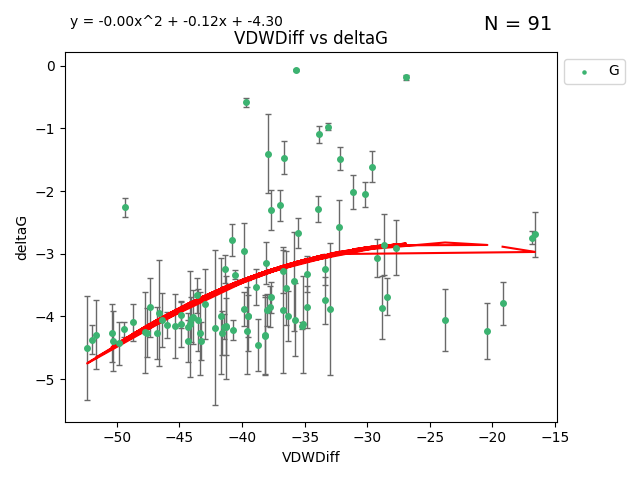 y = -0.00x^2 + -0.12x + -4.30
N = 91
VDWDiff vs deltaG
G
deltaG
0
−1
−2
−3
−4
−5
−50
−45
−40
−35
−30
−25
−20
−15
VDWDiff